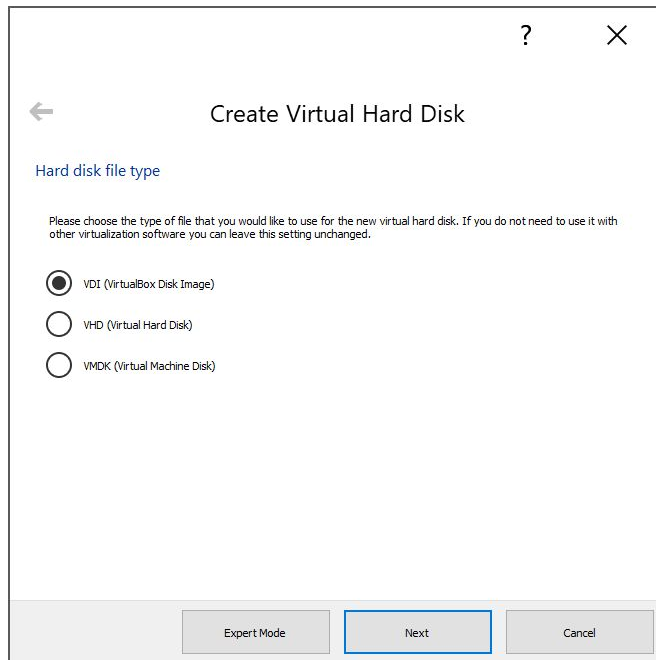 ?
Create Virtual Hard Disk
Hard disk file type
Please choose the type of file that you would like to use for the new virtual hard disk. If you do not need to use it with
other virtualization software you can leave this setting unchanged.
VDI (VirtualBox Disk Image)
VHD (Virtual Hard Disk)
VMDK (Virtual Machine Disk)
Expert Mode Next Cancel